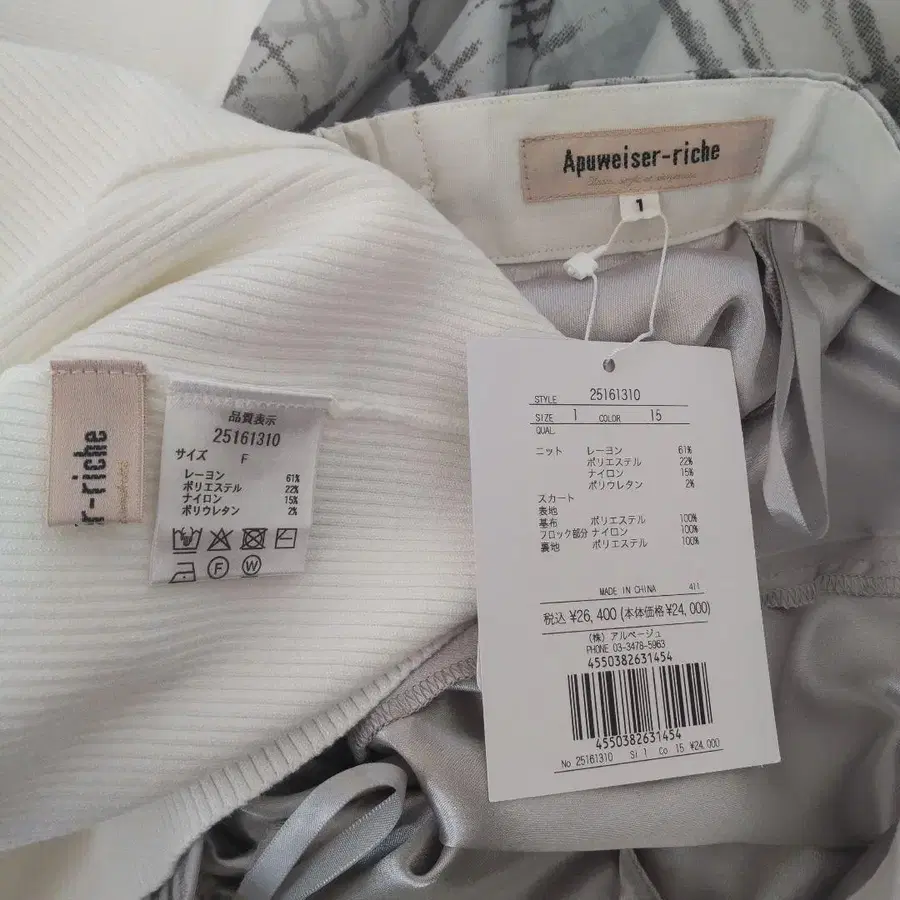 Apuweiser-riche
1
r-riche
品質表示
25161310
サイズ F
レーヨン 61%
ポリエステル 22%
ナイロン 15%
ポリウレタン 2%
F
W
STYLE 25161310
SIZE 1 COLOR 15
QUAL.
ニット レーヨン 61%
ポリエステル 22%
ナイロン 15%
ポリウレタン 2%
スカート
表地
基布 ポリエステル 100%
フロック部分 ナイロン 100%
裏地 ポリエステル 100%
MADE IN CHINA 411
税込 ¥26,400 (本体価格¥24,000)
(株) アルページュ
PHONE 03-3478-5963
4550382631454
4550382631454
No 25161310 Si 1 Co 15 ¥24,000